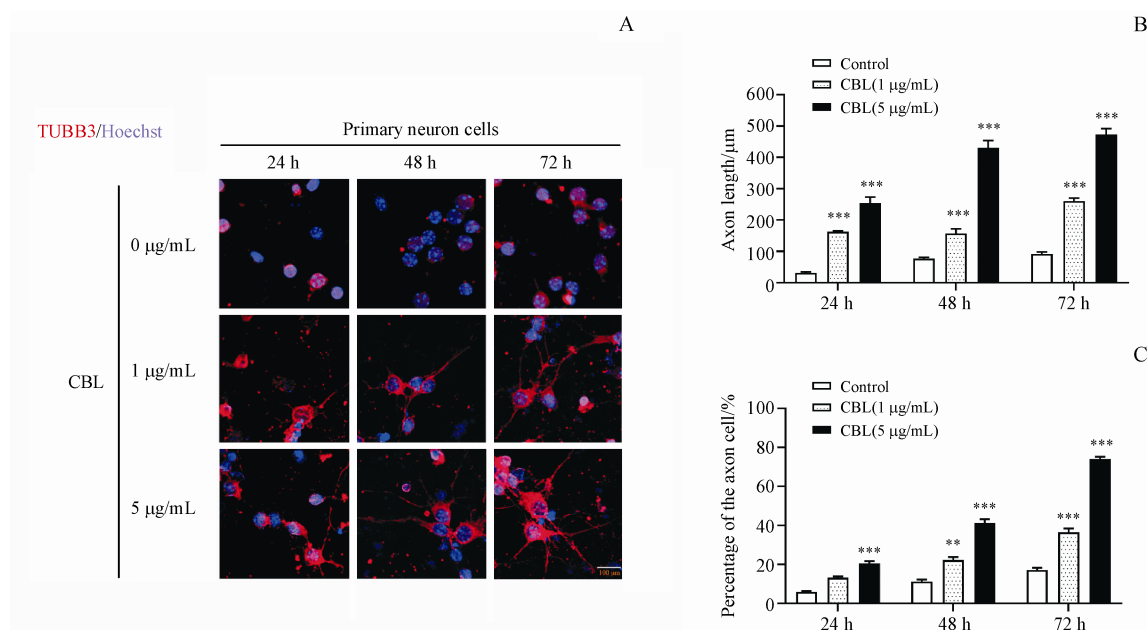 A
TUBB3/Hoechst
Primary neuron cells
24 h 48 h 72 h
0 μg/mL
1 μg/mL
CBL
5 μg/mL
100 μm
B
Control
CBL(1 μg/mL)
CBL(5 μg/mL)
Axon length/μm
600
500
400
300
200
100
0
***
***
***
***
***
***
24 h 48 h 72 h
C
Control
CBL(1 μg/mL)
CBL(5 μg/mL)
Percentage of the axon cell/%
100
80
60
40
20
0
***
**
***
***
***
24 h 48 h 72 h